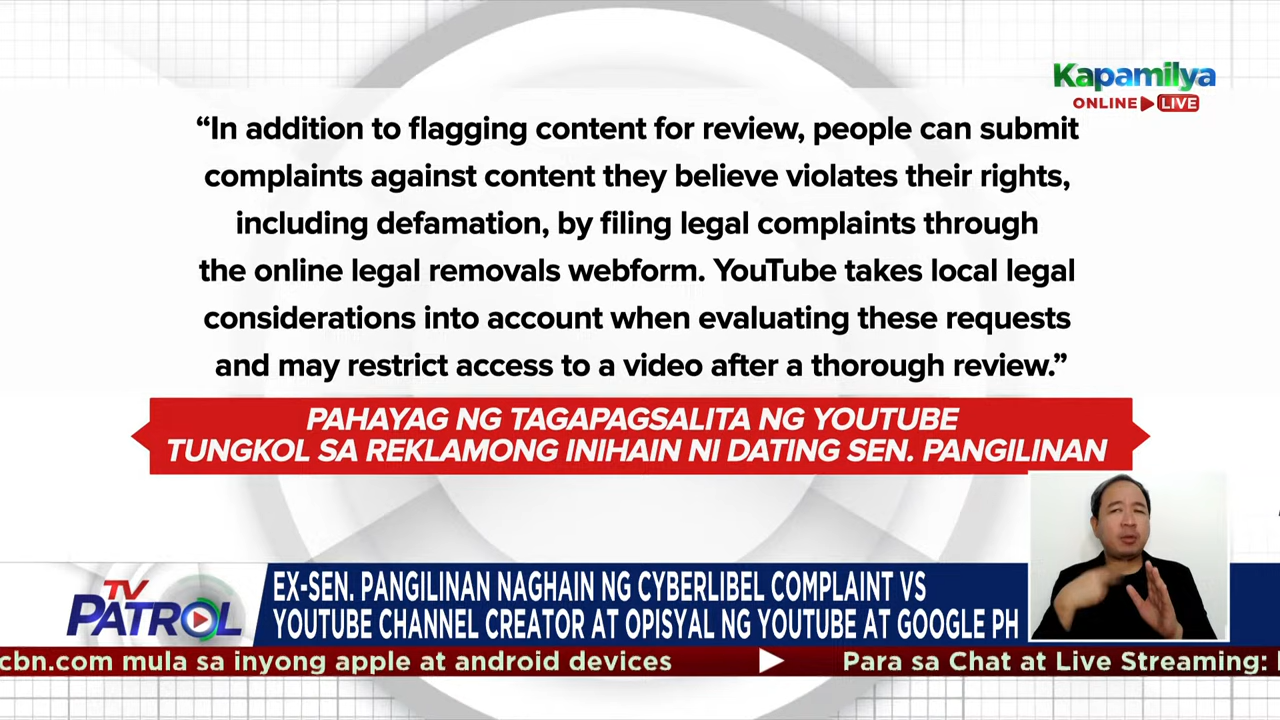 Kapamilya
ONLINE LIVE
“In addition to flagging content for review, people can submit
complaints against content they believe violates their rights,
including defamation, by filing legal complaints through
the online legal removals webform. YouTube takes local legal
considerations into account when evaluating these requests
and may restrict access to a video after a thorough review.”
PAHAYAG NG TAGAPAGSALITA NG YOUTUBE
TUNGKOL SA REKLAMONG INIHAIN NI DATING SEN. PANGILINAN
TV
PATROL
EX-SEN. PANGILINAN NAGHAIN NG CYBERLIBEL COMPLAINT VS
YOUTUBE CHANNEL CREATOR AT OPISYAL NG YOUTUBE AT GOOGLE PH
cbn.com mula sa inyong apple at android devices
Para sa Chat at Live Streaming: